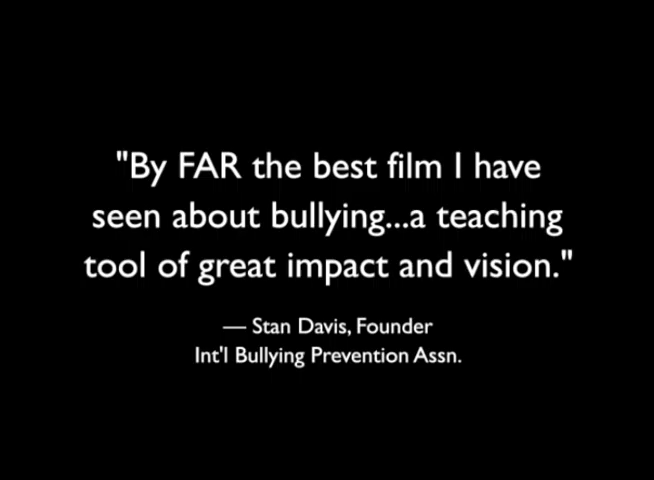 "By FAR the best film I have
seen about bullying...a teaching
tool of great impact and vision."
— Stan Davis, Founder
Int'l Bullying Prevention Assn.